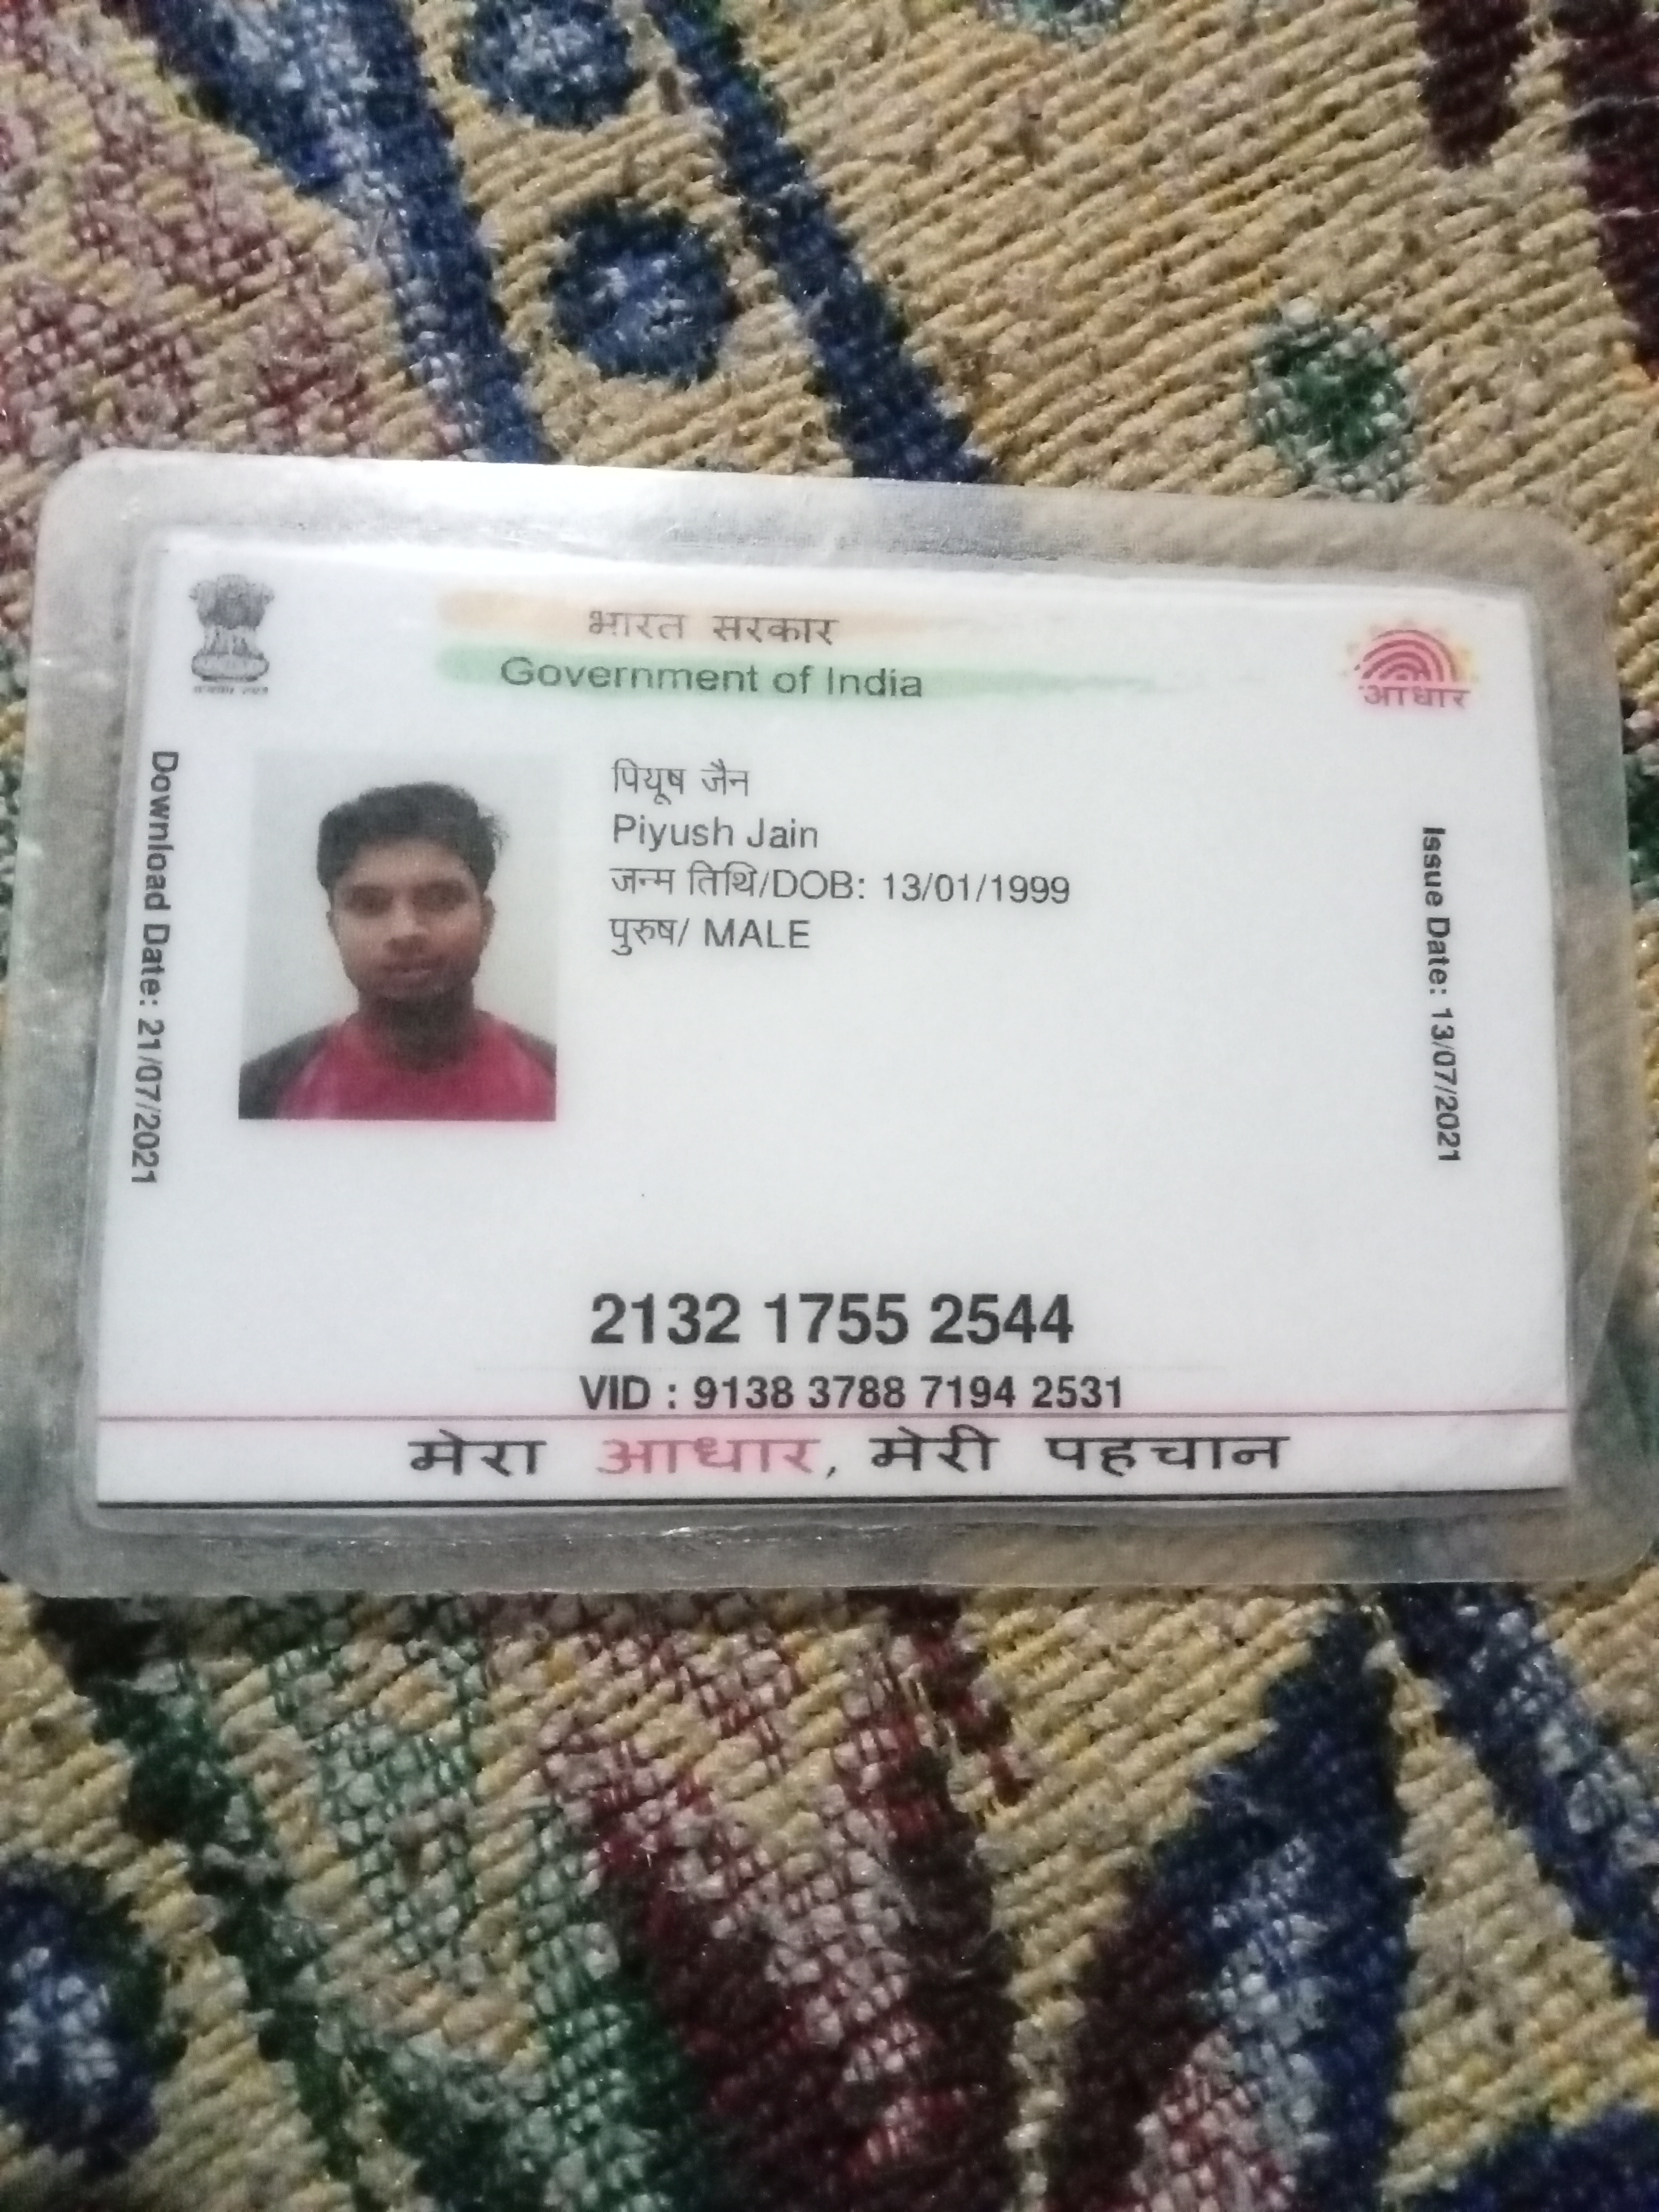 भारत सरकार
Government of India
आधार
Download Date: 21/07/2021
पियूष जैन
Piyush Jain
जन्म तिथि/DOB: 13/01/1999
पुरुष/ MALE
Issue Date: 13/07/2021
2132 1755 2544
VID : 9138 3788 7194 2531
मेरा आधार, मेरी पहचान